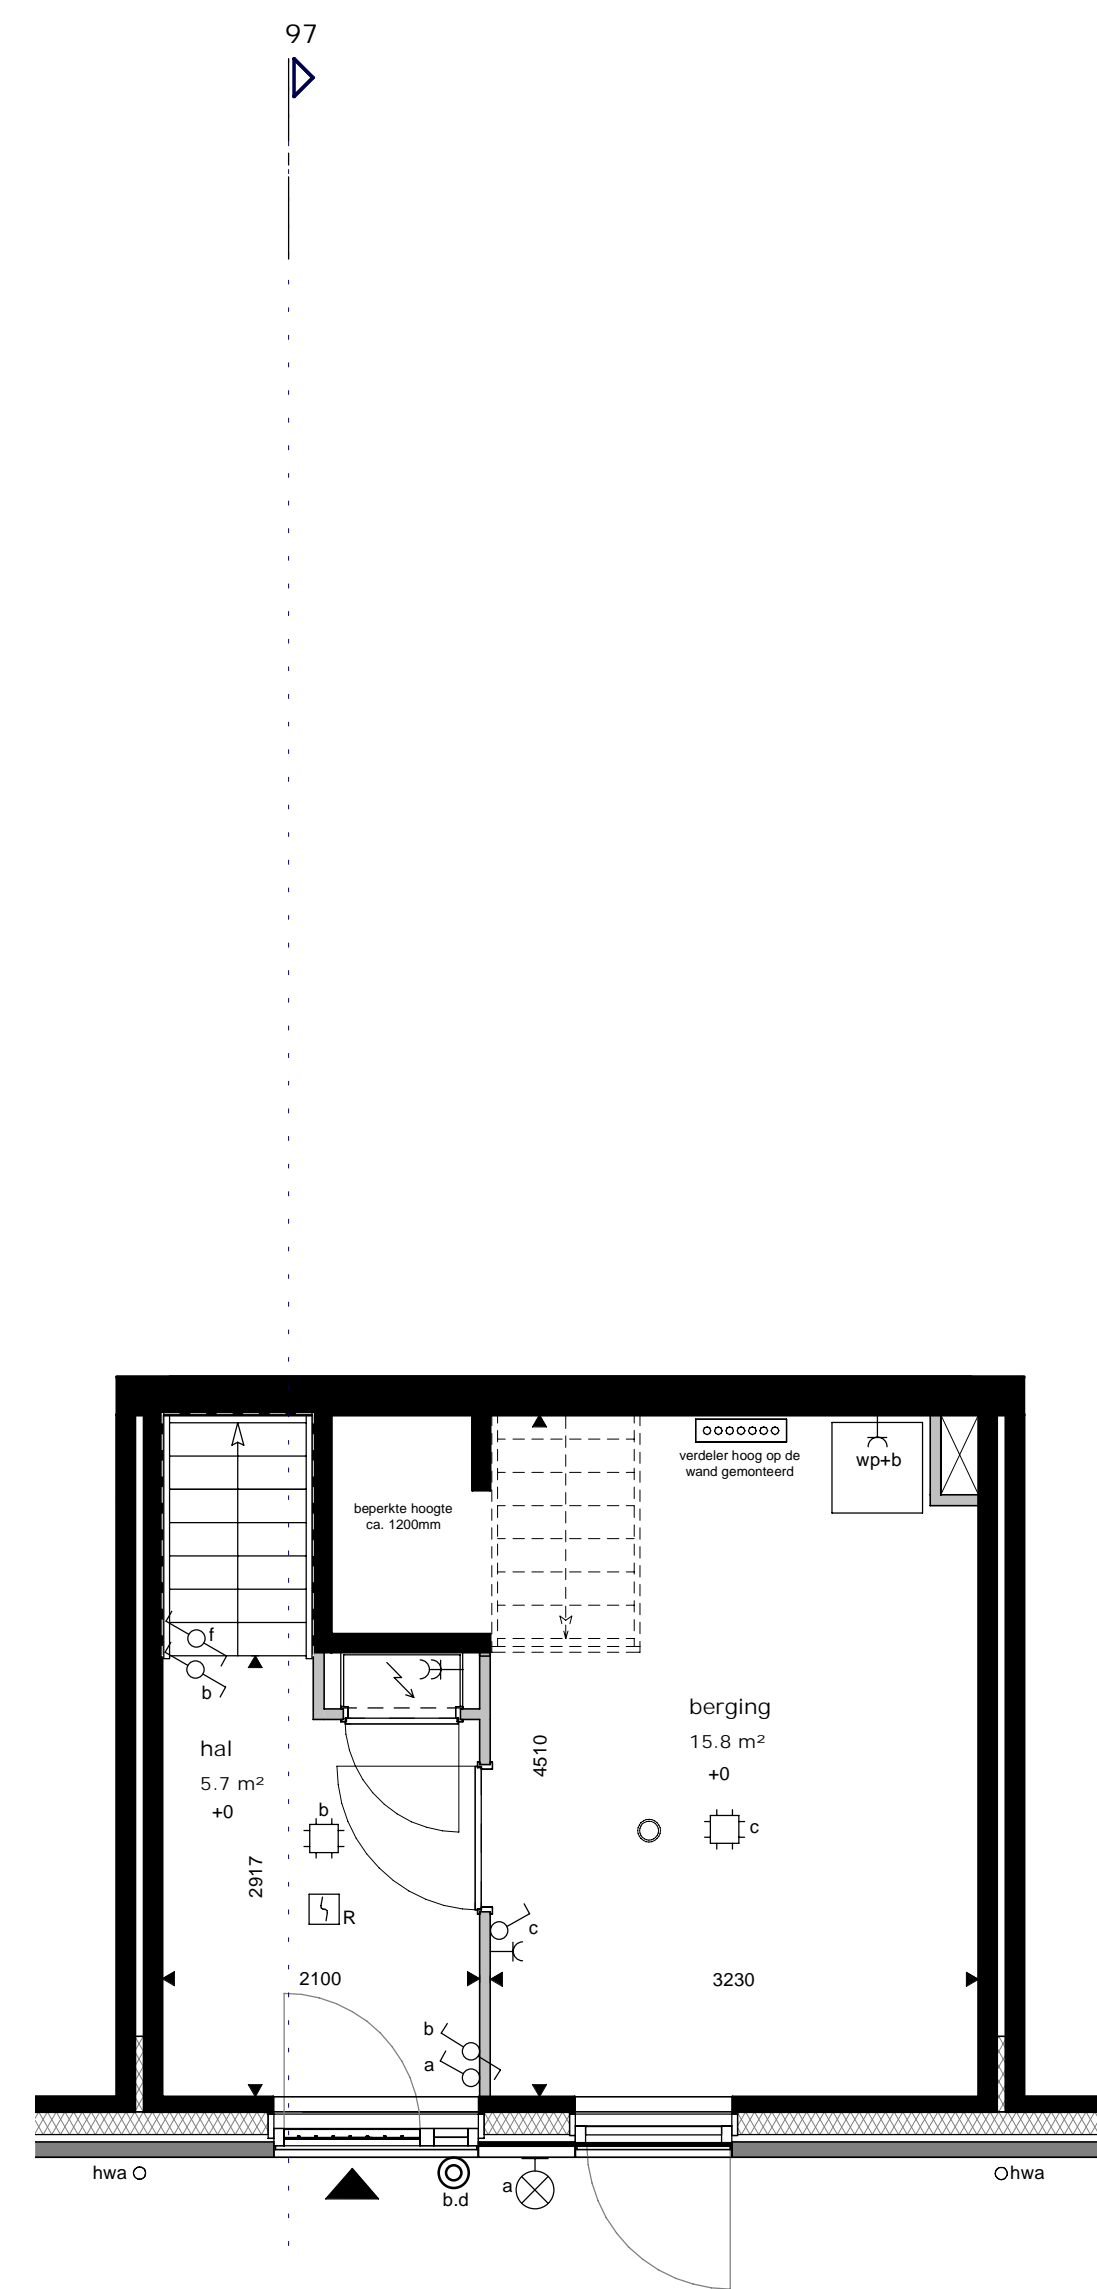 97
verdeler hoog op de
wand gemonteerd
wp+b
beperkte hoogte
ca. 1200mm
f
b
berging
15.8 m²
+0
hal
5.7 m²
+0
4510
b
c
2917
R
c
2100
3230
b
a
hwa
b.d
a
hwa